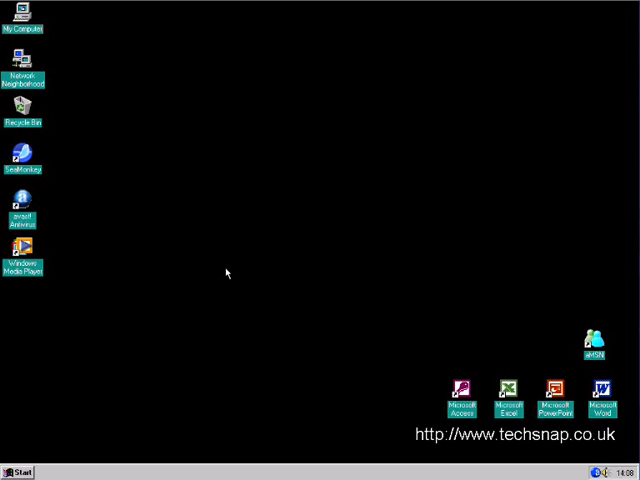 My Computer
Network
Neighborhood
Recycle Bin
SeaMonkey
avast!
Antivirus
Windows
Media Player
aMSN
Microsoft
Access
Microsoft
Excel
Microsoft
PowerPoint
Microsoft
Word
http://www.techsnap.co.uk
Start
14:08